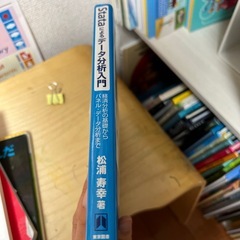 Stataによる
データ分析入門
経済分析の基礎から
パネル・データ分析まで
松浦 寿幸 著
東京図書